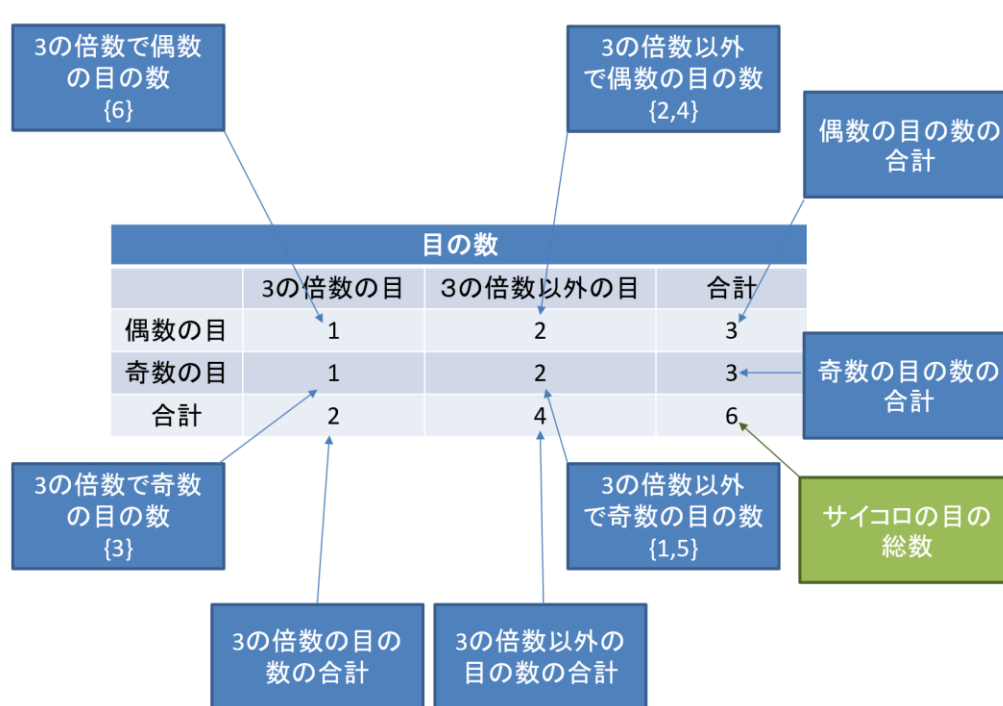 3の倍数で偶数
の目の数
{6}
3の倍数以外
で偶数の目の数
{2,4}
偶数の目の数の
合計
目の数
3の倍数の目 3の倍数以外の目 合計
偶数の目 1 2 3
奇数の目 1 2 3
合計 2 4 6
奇数の目の数の
合計
3の倍数で奇数
の目の数
{3}
3の倍数以外
で奇数の目の数
{1,5}
サイコロの目の
総数
3の倍数の目の
数の合計
3の倍数以外の
目の数の合計